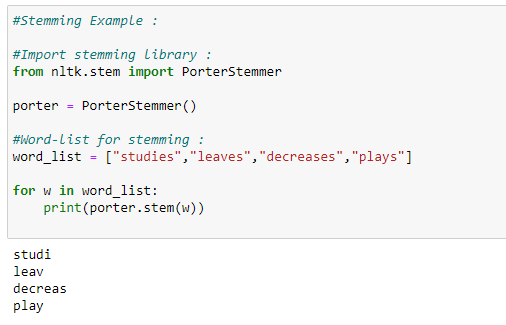 #Stemming Example :
#Import stemming library :
from nltk.stem import PorterStemmer
porter = PorterStemmer()
#Word-list for stemming :
word_list = ["studies","leaves","decreases","plays"]
for w in word_list:
    print(porter.stem(w))
studi
leav
decreas
play